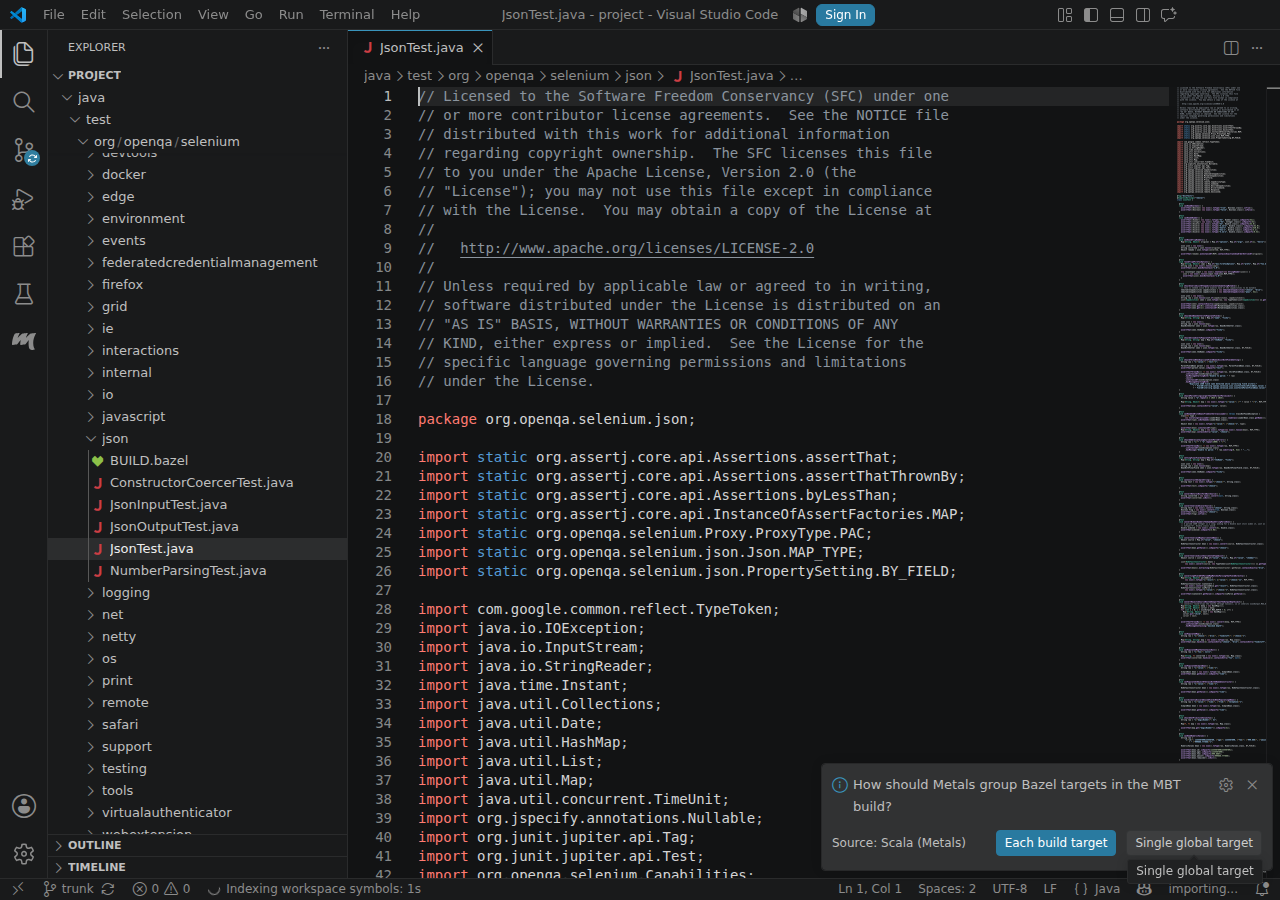 File Edit Selection View Go Run Terminal Help
JsonTest.java - project - Visual Studio Code
Sign In
EXPLORER
PROJECT
java
test
org/openqa/selenium
devtools
docker
edge
environment
events
federatedcredentialmanagement
firefox
grid
ie
interactions
internal
io
javascript
json
BUILD.bazel
ConstructorCoercerTest.java
JsonInputTest.java
JsonOutputTest.java
JsonTest.java
NumberParsingTest.java
logging
net
netty
os
print
remote
safari
support
testing
tools
virtualauthenticator
webextension
OUTLINE
TIMELINE
JsonTest.java
java > test > org > openqa > selenium > json > JsonTest.java > ...
1 // Licensed to the Software Freedom Conservancy (SFC) under one
2 // or more contributor license agreements.  See the NOTICE file
3 // distributed with this work for additional information
4 // regarding copyright ownership.  The SFC licenses this file
5 // to you under the Apache License, Version 2.0 (the
6 // "License"); you may not use this file except in compliance
7 // with the License.  You may obtain a copy of the License at
8 //
9 //   http://www.apache.org/licenses/LICENSE-2.0
10 //
11 // Unless required by applicable law or agreed to in writing,
12 // software distributed under the License is distributed on an
13 // "AS IS" BASIS, WITHOUT WARRANTIES OR CONDITIONS OF ANY
14 // KIND, either express or implied.  See the License for the
15 // specific language governing permissions and limitations
16 // under the License.
17
18 package org.openqa.selenium.json;
19
20 import static org.assertj.core.api.Assertions.assertThat;
21 import static org.assertj.core.api.Assertions.assertThatThrownBy;
22 import static org.assertj.core.api.Assertions.byLessThan;
23 import static org.assertj.core.api.InstanceOfAssertFactories.MAP;
24 import static org.openqa.selenium.Proxy.ProxyType.PAC;
25 import static org.openqa.selenium.json.Json.MAP_TYPE;
26 import static org.openqa.selenium.json.PropertySetting.BY_FIELD;
27
28 import com.google.common.reflect.TypeToken;
29 import java.io.IOException;
30 import java.io.InputStream;
31 import java.io.StringReader;
32 import java.time.Instant;
33 import java.util.Collections;
34 import java.util.Date;
35 import java.util.HashMap;
36 import java.util.List;
37 import java.util.Map;
38 import java.util.concurrent.TimeUnit;
39 import org.jspecify.annotations.Nullable;
40 import org.junit.jupiter.api.Tag;
41 import org.junit.jupiter.api.Test;
42 import org.openqa.selenium.Capabilities;
How should Metals group Bazel targets in the MBT
build?
Source: Scala (Metals)
Each build target
Single global target
Single global target
trunk
0 0
Indexing workspace symbols: 1s
Ln 1, Col 1
Spaces: 2
UTF-8
LF
{ } Java
importing...